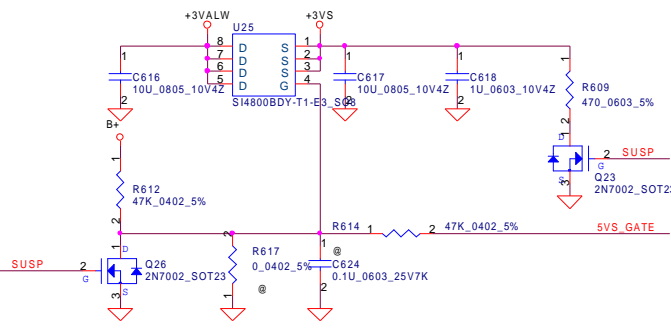 +3VALW
+3VS
U25
8 D S 1
7 D S 2
6 D S 3
5 D G 4
SI4800BDY-T1-E3_SO8
1
C616
10U_0805_10V4Z
2
1
C617
10U_0805_10V4Z
2
1
C618
1U_0603_10V4Z
2
1
R609
470_0603_5%
2
B+
1
R612
47K_0402_5%
2
1
D
2
SUSP
G
Q23
2N7002_SOT23
S
3
R614
1
2
47K_0402_5%
5VS_GATE
SUSP
2
G
1
D
Q26
2N7002_SOT23
S
3
2
R617
0_0402_5%
@
1
1
@
C624
0.1U_0603_25V7K
2